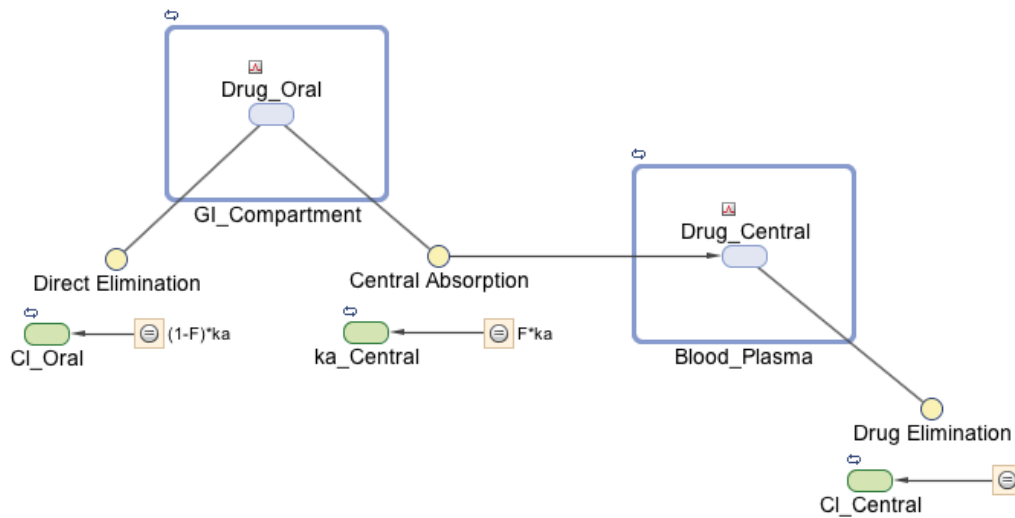 Drug_Oral
GI_Compartment
Drug_Central
Direct Elimination
Central Absorption
(1-F)*ka
F*ka
Cl_Oral
ka_Central
Blood_Plasma
Drug Elimination
Cl_Central